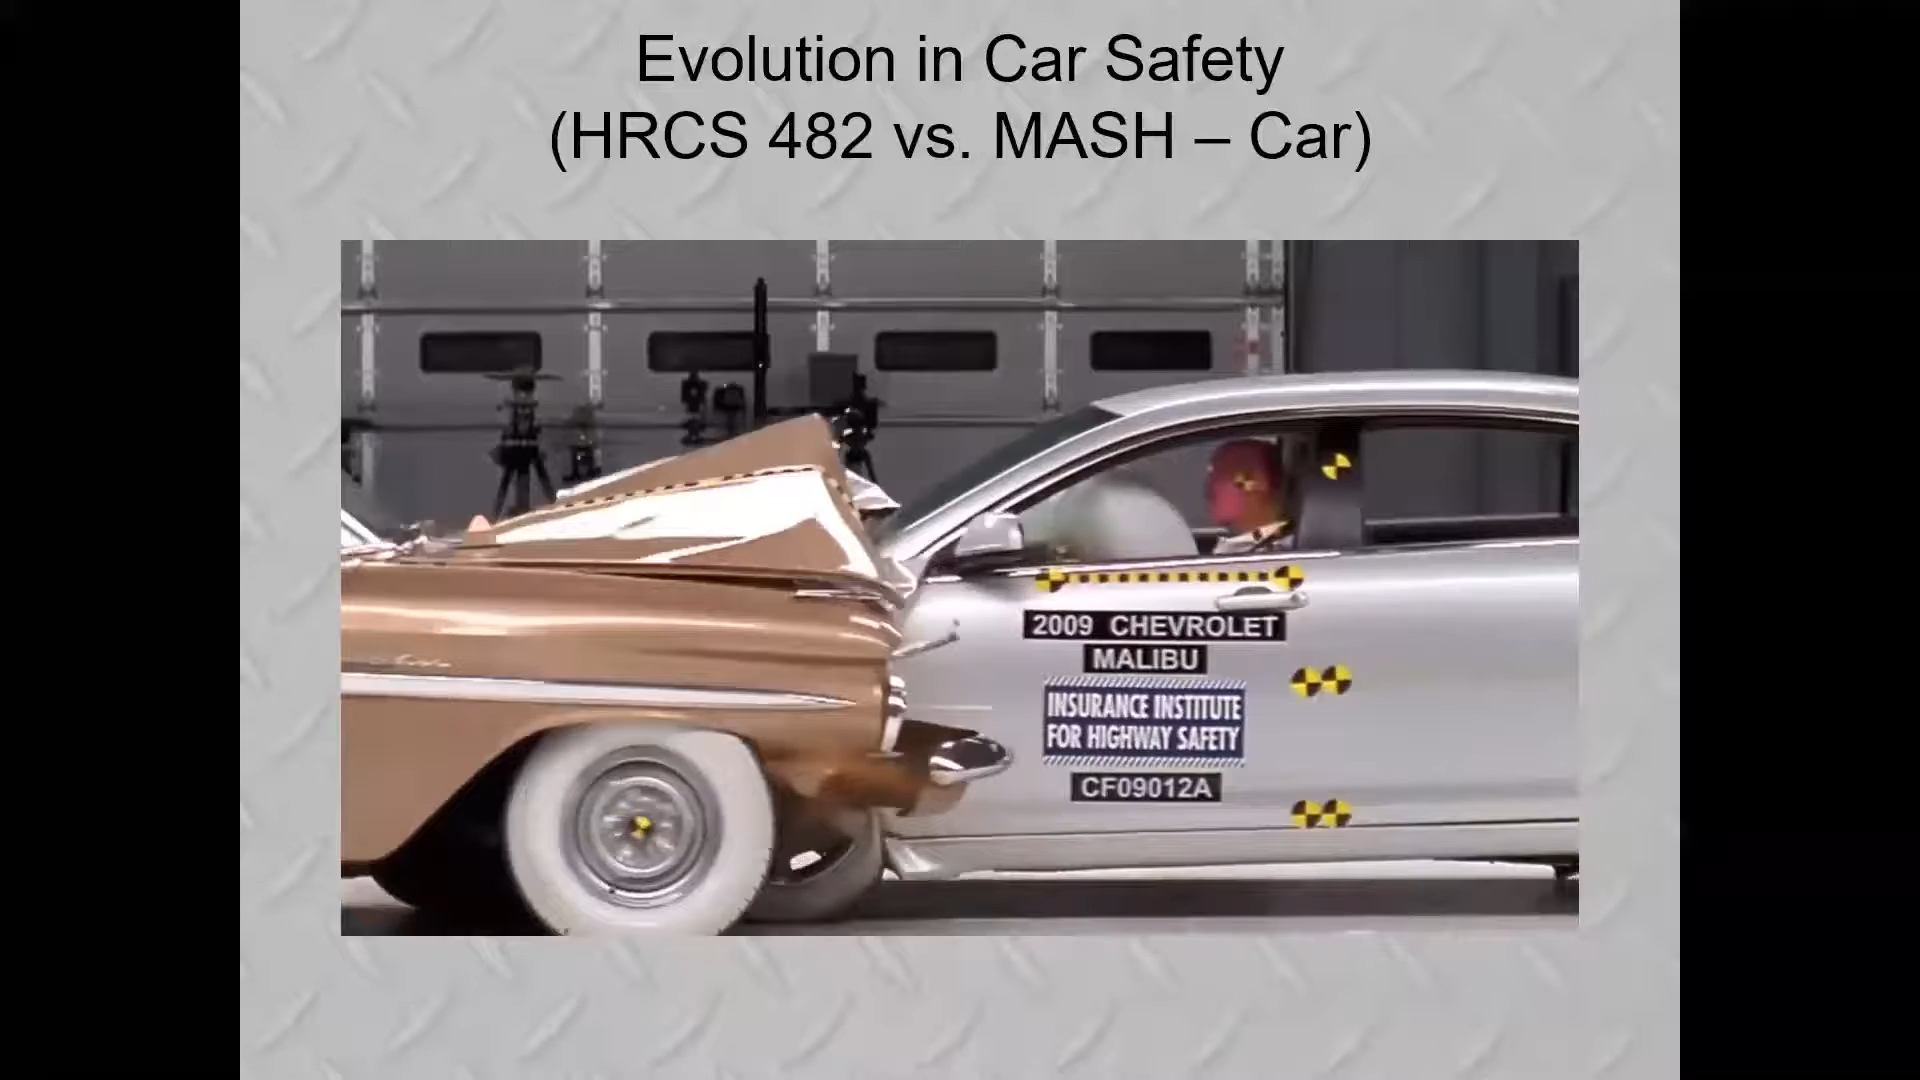 Evolution in Car Safety
(HRCS 482 vs. MASH – Car)
2009 CHEVROLET
MALIBU
INSURANCE INSTITUTE
FOR HIGHWAY SAFETY
CF09012A